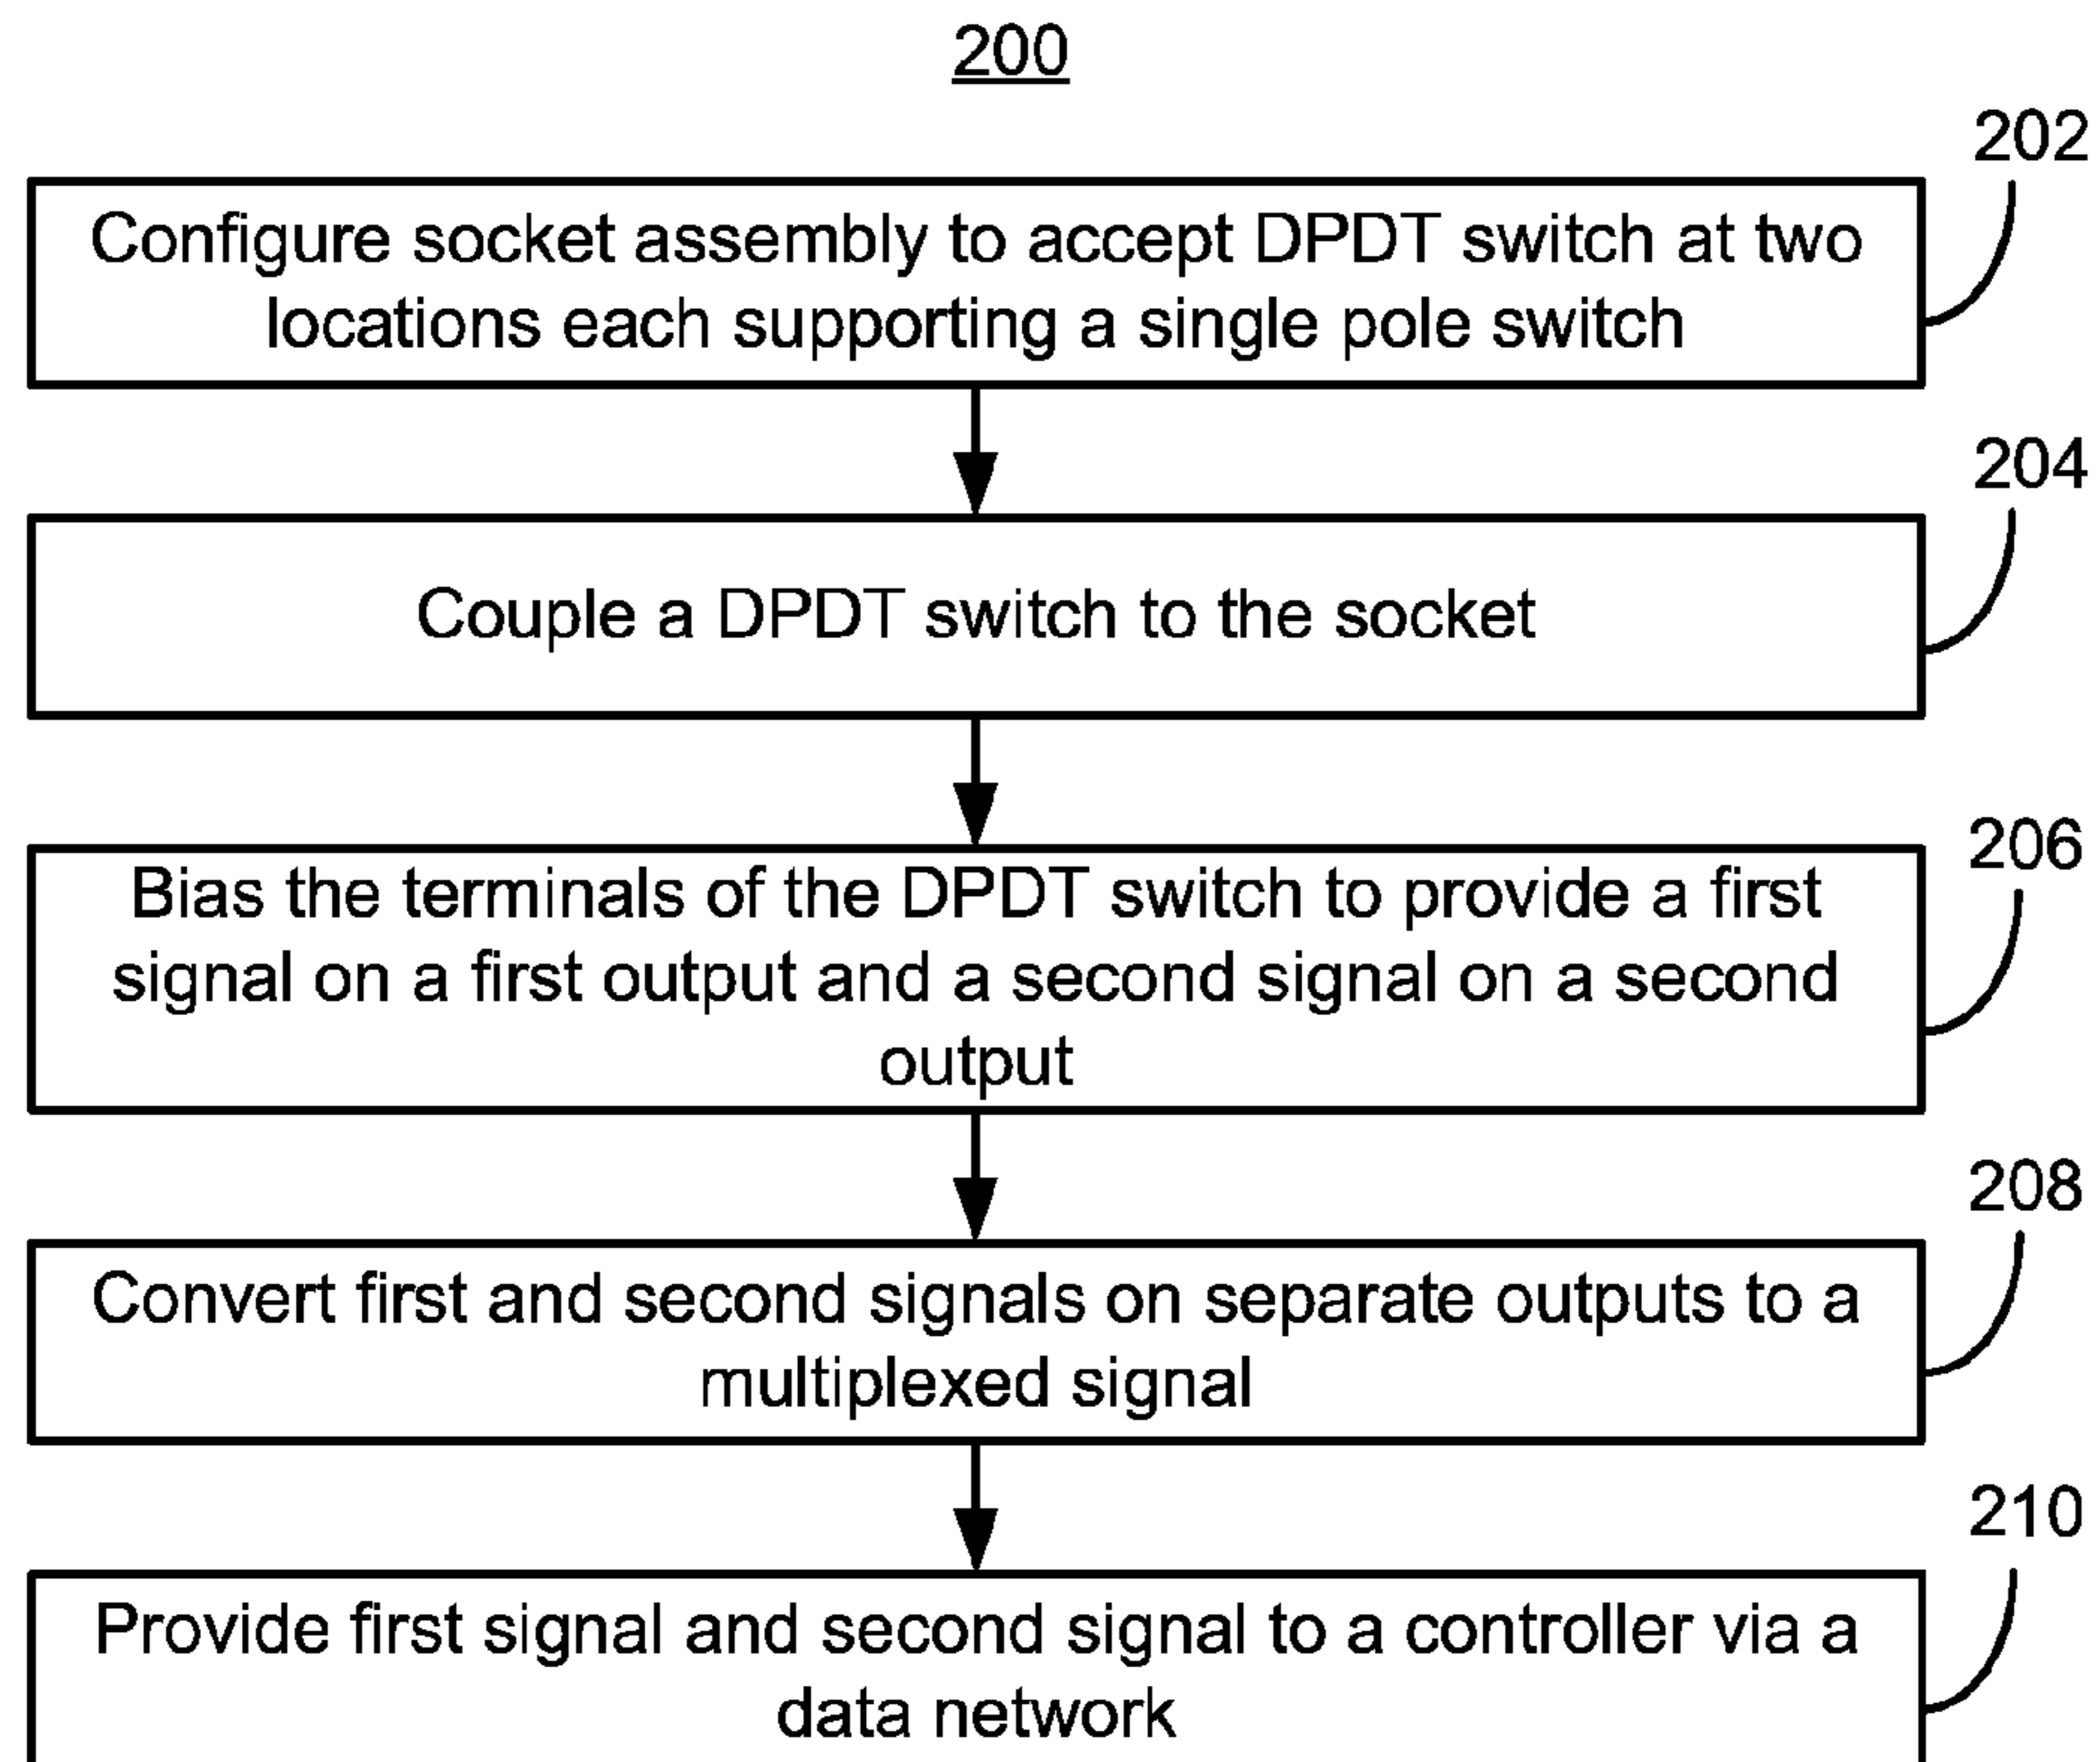 200
202
Configure socket assembly to accept DPDT switch at two
locations each supporting a single pole switch
204
Couple a DPDT switch to the socket
206
Bias the terminals of the DPDT switch to provide a first
signal on a first output and a second signal on a second
output
208
Convert first and second signals on separate outputs to a
multiplexed signal
210
Provide first signal and second signal to a controller via a
data network